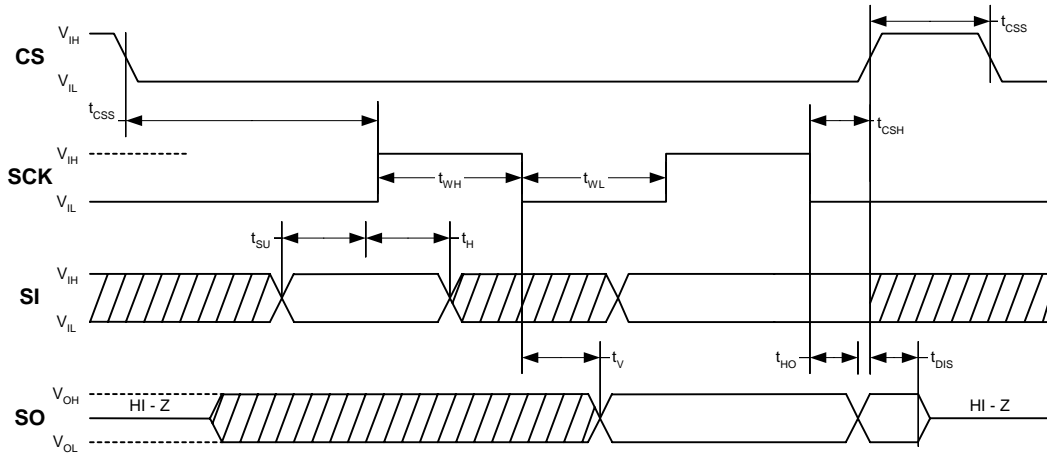 V_IH
t_CSS
CS
V_IL
t_CSS
t_CSH
V_IH
SCK
t_WH
t_WL
V_IL
t_SU
t_H
V_IH
SI
V_IL
t_V
t_HO
t_DIS
V_OH
HI - Z
HI - Z
SO
V_OL